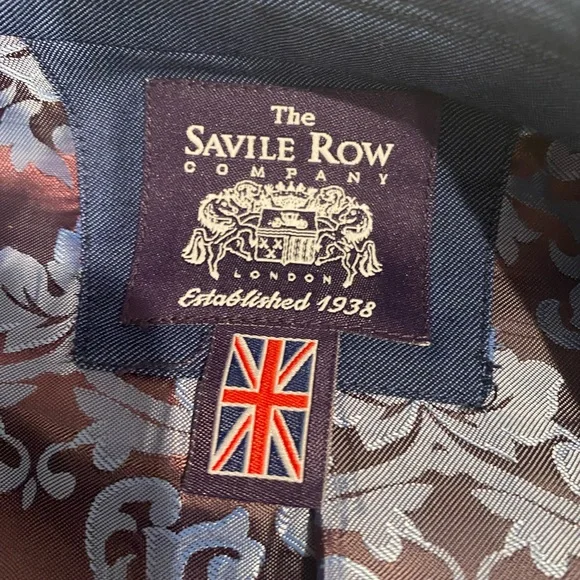 The
SAVILE ROW
COMPANY
LONDON
Established 1938